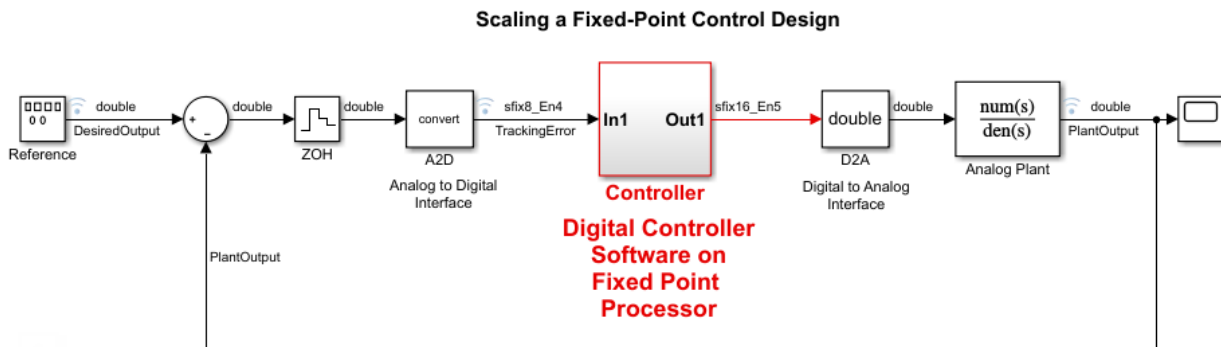 Scaling a Fixed-Point Control Design
double
DesiredOutput
Reference
+
−
double
ZOH
double
convert
A2D
Analog to Digital
Interface
sfix8_En4
TrackingError
In1 Out1
Controller
Digital Controller
Software on
Fixed Point
Processor
sfix16_En5
double
D2A
Digital to Analog
Interface
double
num(s)
den(s)
Analog Plant
double
PlantOutput
PlantOutput